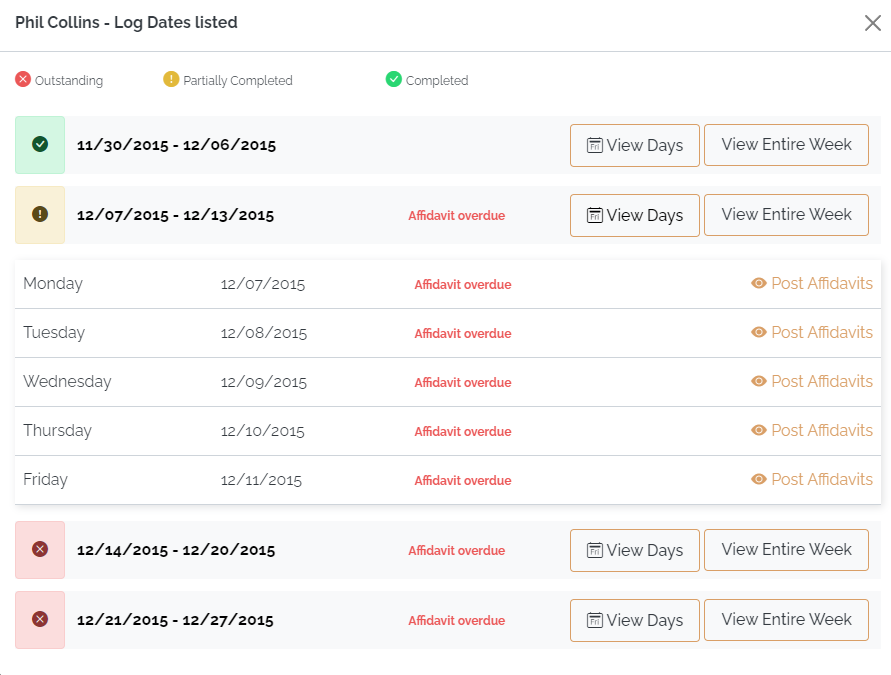 Phil Collins - Log Dates listed
Outstanding Partially Completed Completed
11/30/2015 - 12/06/2015 Fri View Days View Entire Week
12/07/2015 - 12/13/2015 Affidavit overdue Fri View Days View Entire Week
Monday 12/07/2015 Affidavit overdue Post Affidavits
Tuesday 12/08/2015 Affidavit overdue Post Affidavits
Wednesday 12/09/2015 Affidavit overdue Post Affidavits
Thursday 12/10/2015 Affidavit overdue Post Affidavits
Friday 12/11/2015 Affidavit overdue Post Affidavits
12/14/2015 - 12/20/2015 Affidavit overdue Fri View Days View Entire Week
12/21/2015 - 12/27/2015 Affidavit overdue Fri View Days View Entire Week